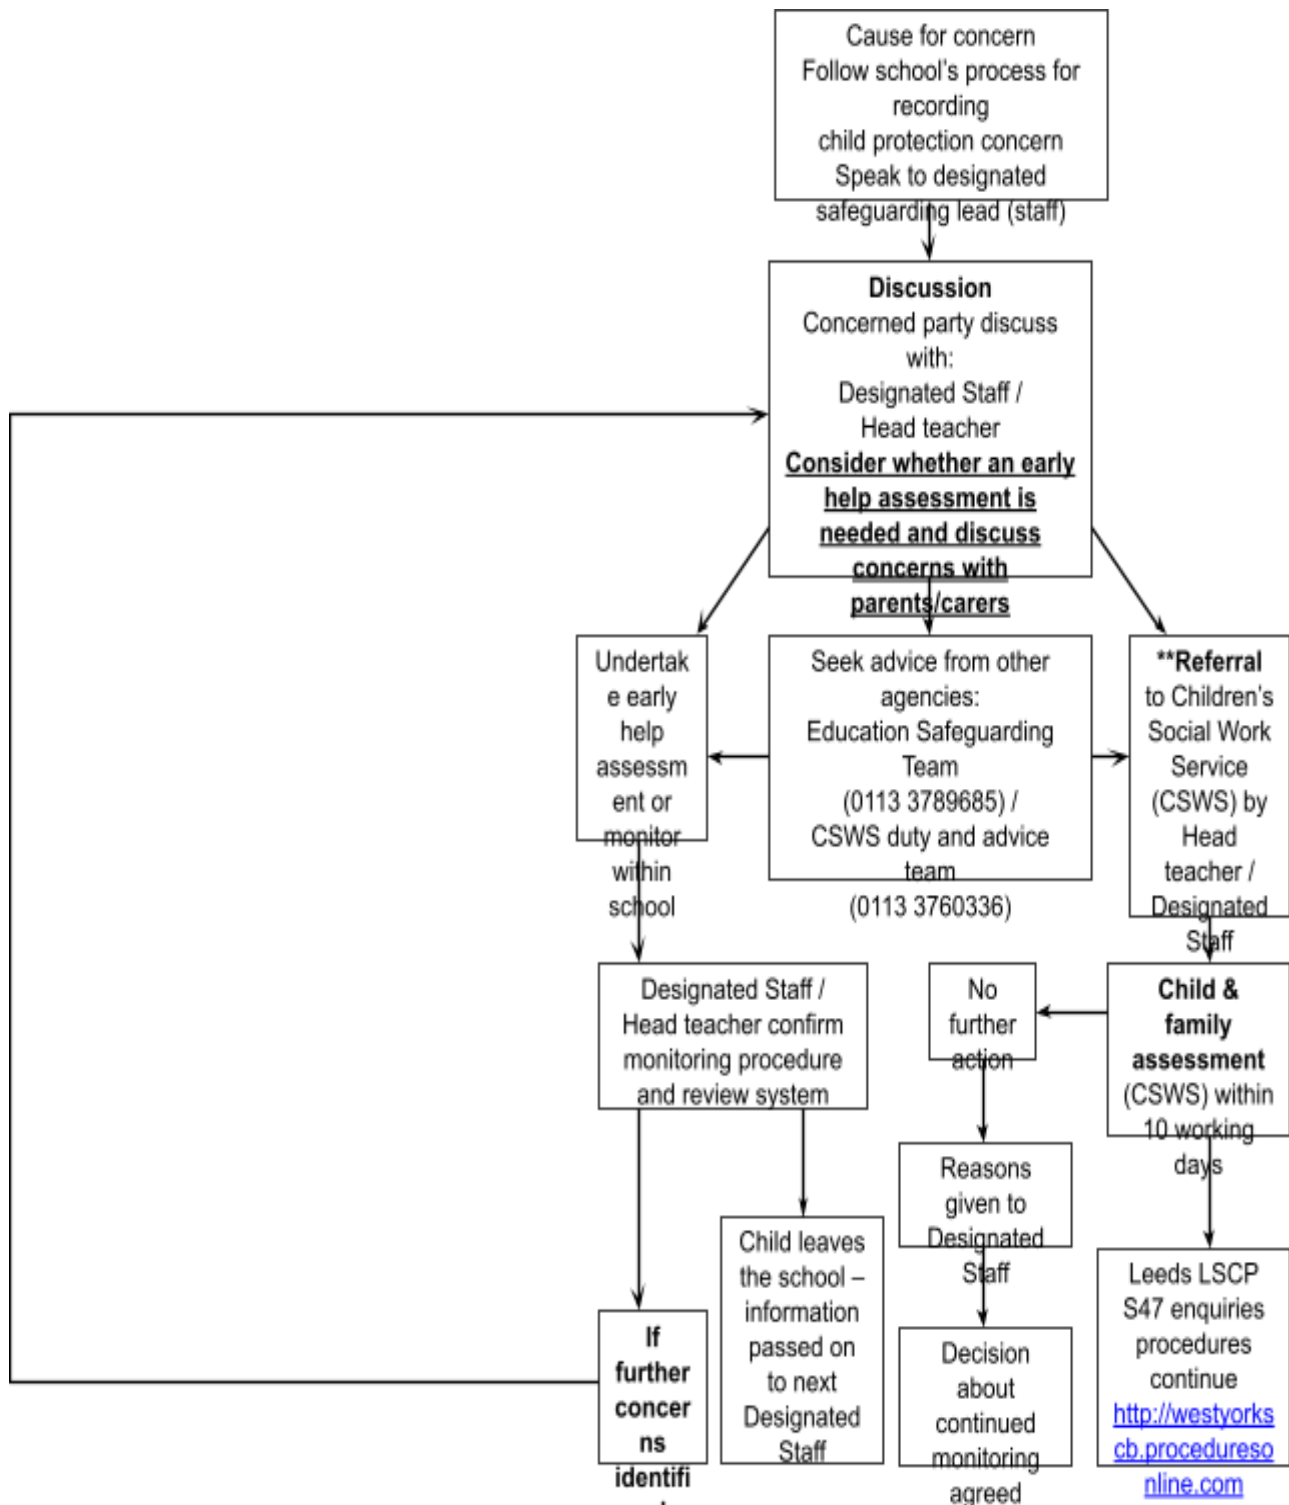 Cause for concern
Follow school's process for
recording
child protection concern
Speak to designated
safeguarding lead (staff)
Discussion
Concerned party discuss
with:
Designated Staff /
Head teacher
Consider whether an early
help assessment is
needed and discuss
concerns with
parents/carers
Undertak
e early
help
assessm
ent or
monitor
within
school
Seek advice from other
agencies:
Education Safeguarding
Team
(0113 3789685) /
CSWS duty and advice
team
(0113 3760336)
**Referral
to Children's
Social Work
Service
(CSWS) by
Head
teacher /
Designated
Staff
Designated Staff /
Head teacher confirm
monitoring procedure
and review system
No
further
action
Child &
family
assessment
(CSWS) within
10 working
days
Reasons
given to
Designated
Staff
Child leaves
the school –
information
passed on
to next
Designated
Staff
Leeds LSCP
S47 enquiries
procedures
continue
http://westyorks
cb.procedureso
nline.com
If
further
concer
ns
identifi
Decision
about
continued
monitoring
agreed